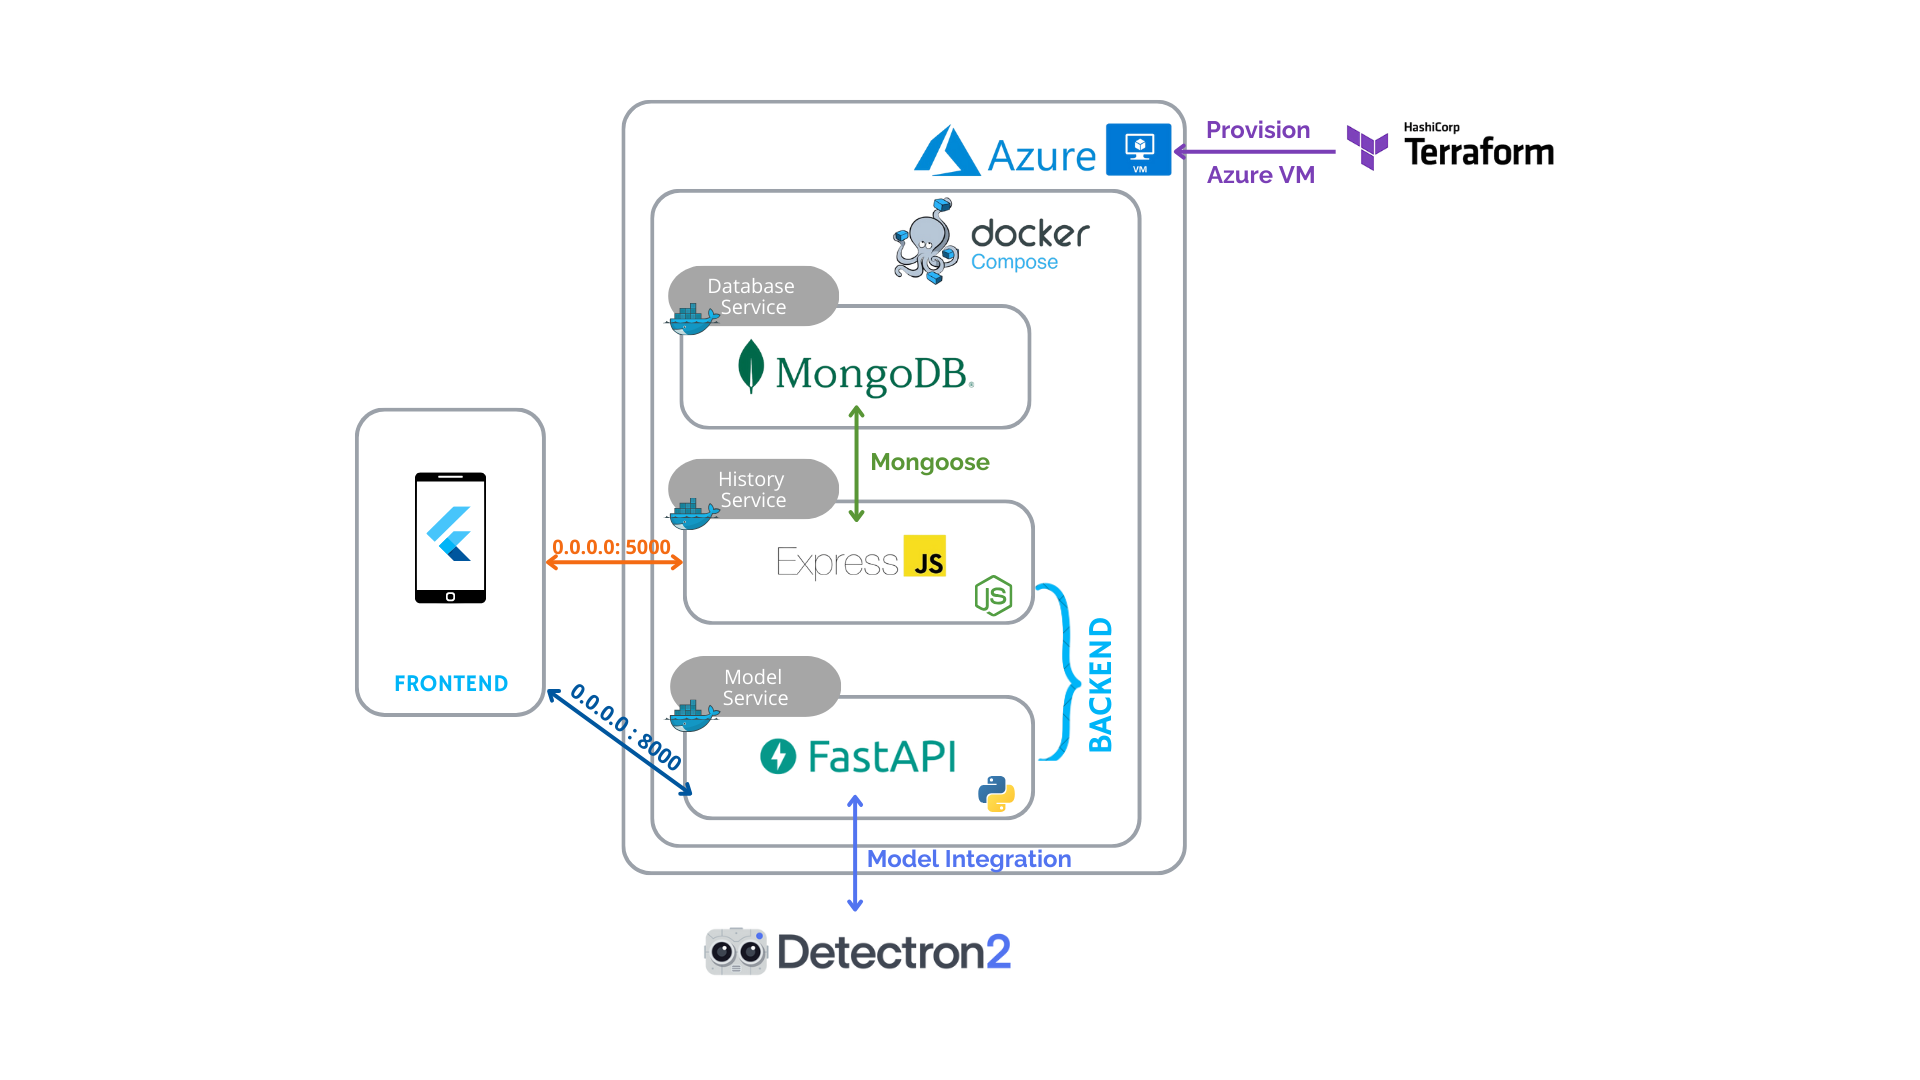 Azure
VM
Provision
Azure VM
HashiCorp
Terraform
docker
Compose
Database
Service
MongoDB®
Mongoose
History
Service
Express
JS
JS
0.0.0.0: 5000
FRONTEND
BACKEND
Model
Service
0.0.0.0 : 8000
FastAPI
Model Integration
Detectron2